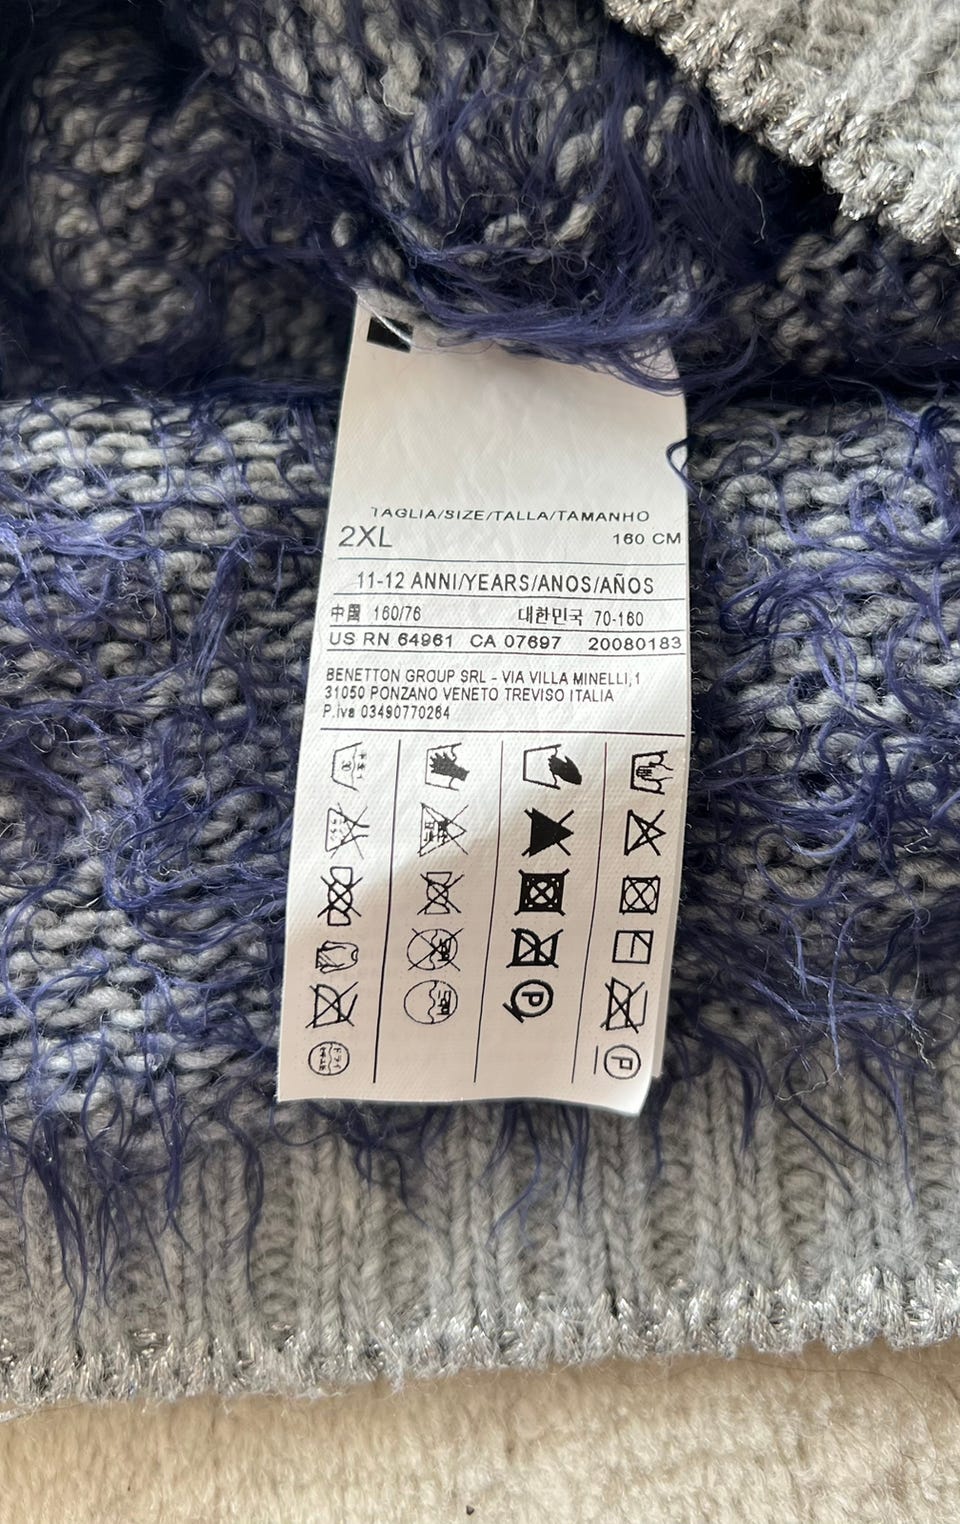 TAGLIA/SIZE/TALLA/TAMANHO
2XL 160 CM
11-12 ANNI/YEARS/ANOS/AÑOS
中国 160/76 대한민국 70-160
US RN 64961 CA 07697 20080183
BENETTON GROUP SRL - VIA VILLA MINELLI,1
31050 PONZANO VENETO TREVISO ITALIA
P.iva 03490770264
P
P